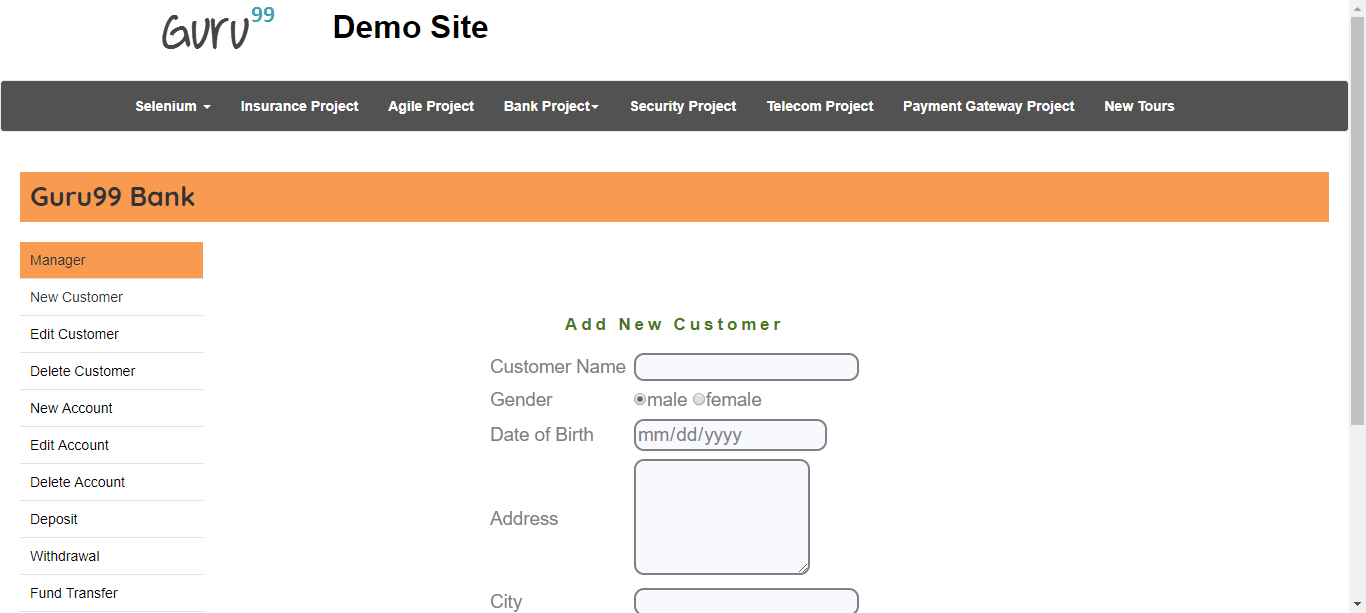 Guru99
Demo Site
Selenium Insurance Project Agile Project Bank Project Security Project Telecom Project Payment Gateway Project New Tours
Guru99 Bank
Manager
New Customer
Edit Customer
Delete Customer
New Account
Edit Account
Delete Account
Deposit
Withdrawal
Fund Transfer
Add New Customer
Customer Name
Gender male female
Date of Birth mm/dd/yyyy
Address
City